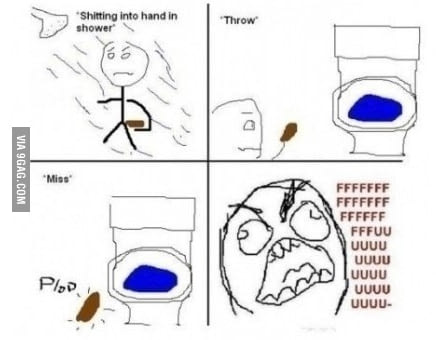 "Shitting into hand in
shower"
"Throw"
"Miss"
Plop
FFFFFFF
FFFFFFF
FFFFFF
FFFUU
UUUU
UUUU
UUUU
UUUU
UUUU-
VIA 9GAG.COM